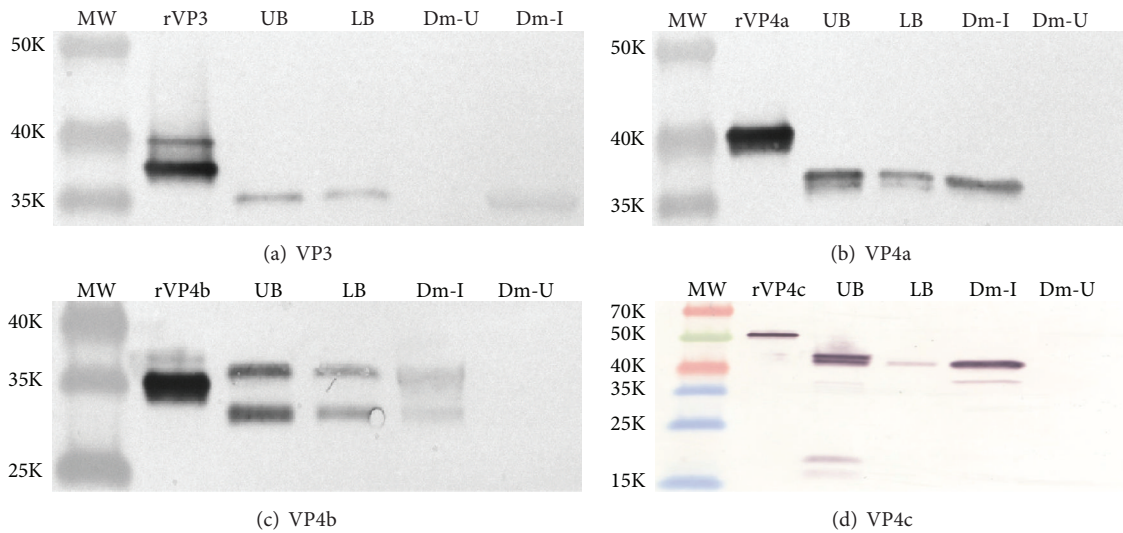 MW rVP3 UB LB Dm-U Dm-I
50K
40K
35K
(a) VP3
MW rVP4a UB LB Dm-I Dm-U
50K
40K
35K
(b) VP4a
MW rVP4b UB LB Dm-I Dm-U
40K
35K
25K
(c) VP4b
MW rVP4c UB LB Dm-I Dm-U
70K
50K
40K
35K
25K
15K
(d) VP4c